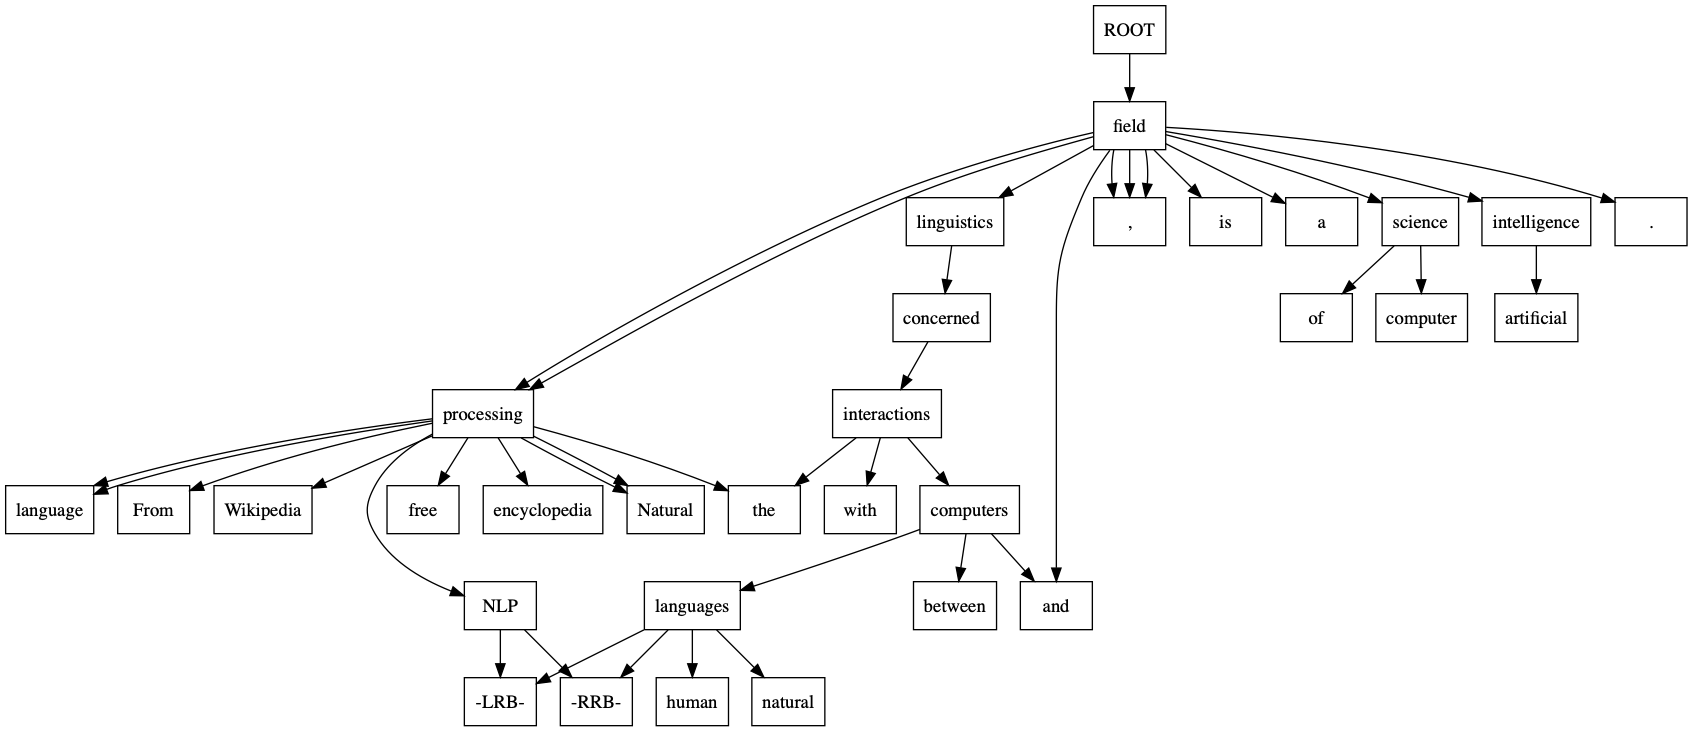 ROOT
field
linguistics
,
is
a
science
intelligence
.
concerned
of
computer
artificial
processing
interactions
language
From
Wikipedia
free
encyclopedia
Natural
the
with
computers
NLP
languages
between
and
-LRB-
-RRB-
human
natural